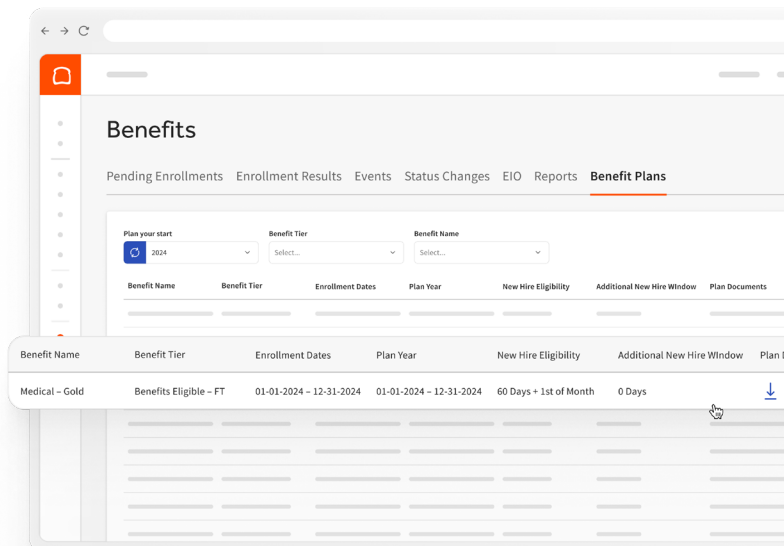 Benefits
Pending Enrollments Enrollment Results Events Status Changes EIO Reports Benefit Plans
Plan your start Benefit Tier Benefit Name
2024 Select... Select...
Benefit Name Benefit Tier Enrollment Dates Plan Year New Hire Eligibility Additional New Hire WIndow Plan Documents
Benefit Name Benefit Tier Enrollment Dates Plan Year New Hire Eligibility Additional New Hire WIndow Plan D
Medical – Gold Benefits Eligible – FT 01-01-2024 – 12-31-2024 01-01-2024 – 12-31-2024 60 Days + 1st of Month 0 Days